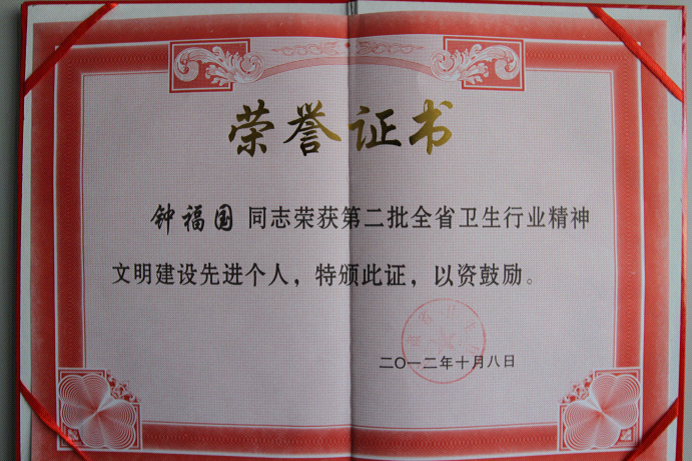 荣誉证书
钟福国 同志荣获第二批全省卫生行业精神
文明建设先进个人，特颁此证，以资鼓励。
二〇一二年十月八日